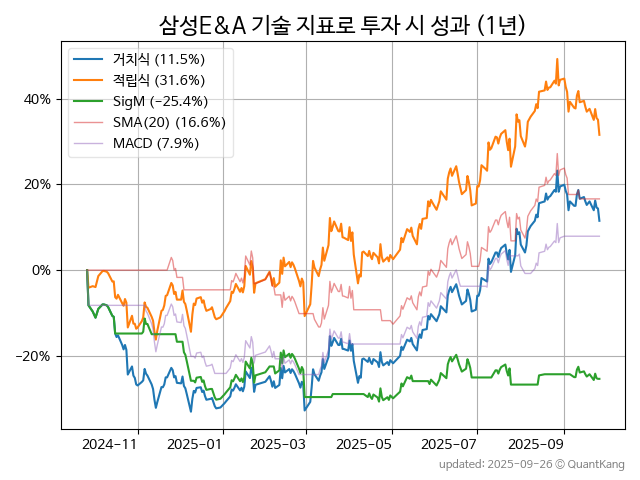 삼성E&A 기술 지표로 투자 시 성과 (1년)
거치식 (11.5%)
적립식 (31.6%)
SigM (−25.4%)
SMA(20) (16.6%)
MACD (7.9%)
40%
20%
0%
−20%
2024-11 2025-01 2025-03 2025-05 2025-07 2025-09
updated: 2025-09-26 © QuantKang